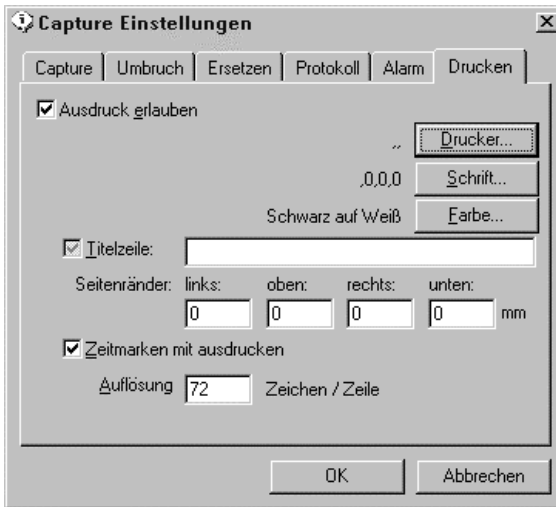 Capture Einstellungen
Capture Umbruch Ersetzen Protokoll Alarm Drucken
Ausdruck erlauben
,, Drucker...
,0,0,0 Schrift...
Schwarz auf Weiß Farbe...
Titelzeile:
Seitenränder: links: oben: rechts: unten:
0 0 0 0 mm
Zeitmarken mit ausdrucken
Auflösung 72 Zeichen / Zeile
OK Abbrechen